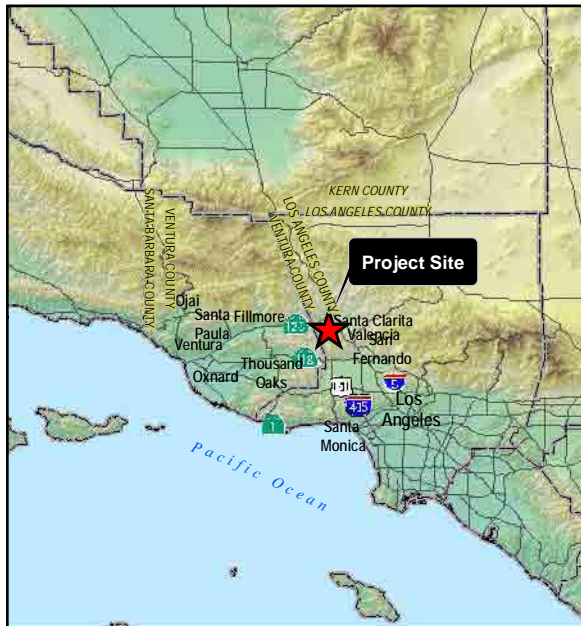 KERN COUNTY
LOS ANGELES COUNTY
SANTA BARBARA COUNTY
VENTURA COUNTY
LOS ANGELES COUNTY
VENTURA COUNTY
Project Site
Ojai
Santa
Paula
Fillmore
Santa Clarita
Valencia
San
Fernando
Ventura
Thousand
Oaks
Oxnard
5
Los
Angeles
1
Santa
Monica
Pacific Ocean